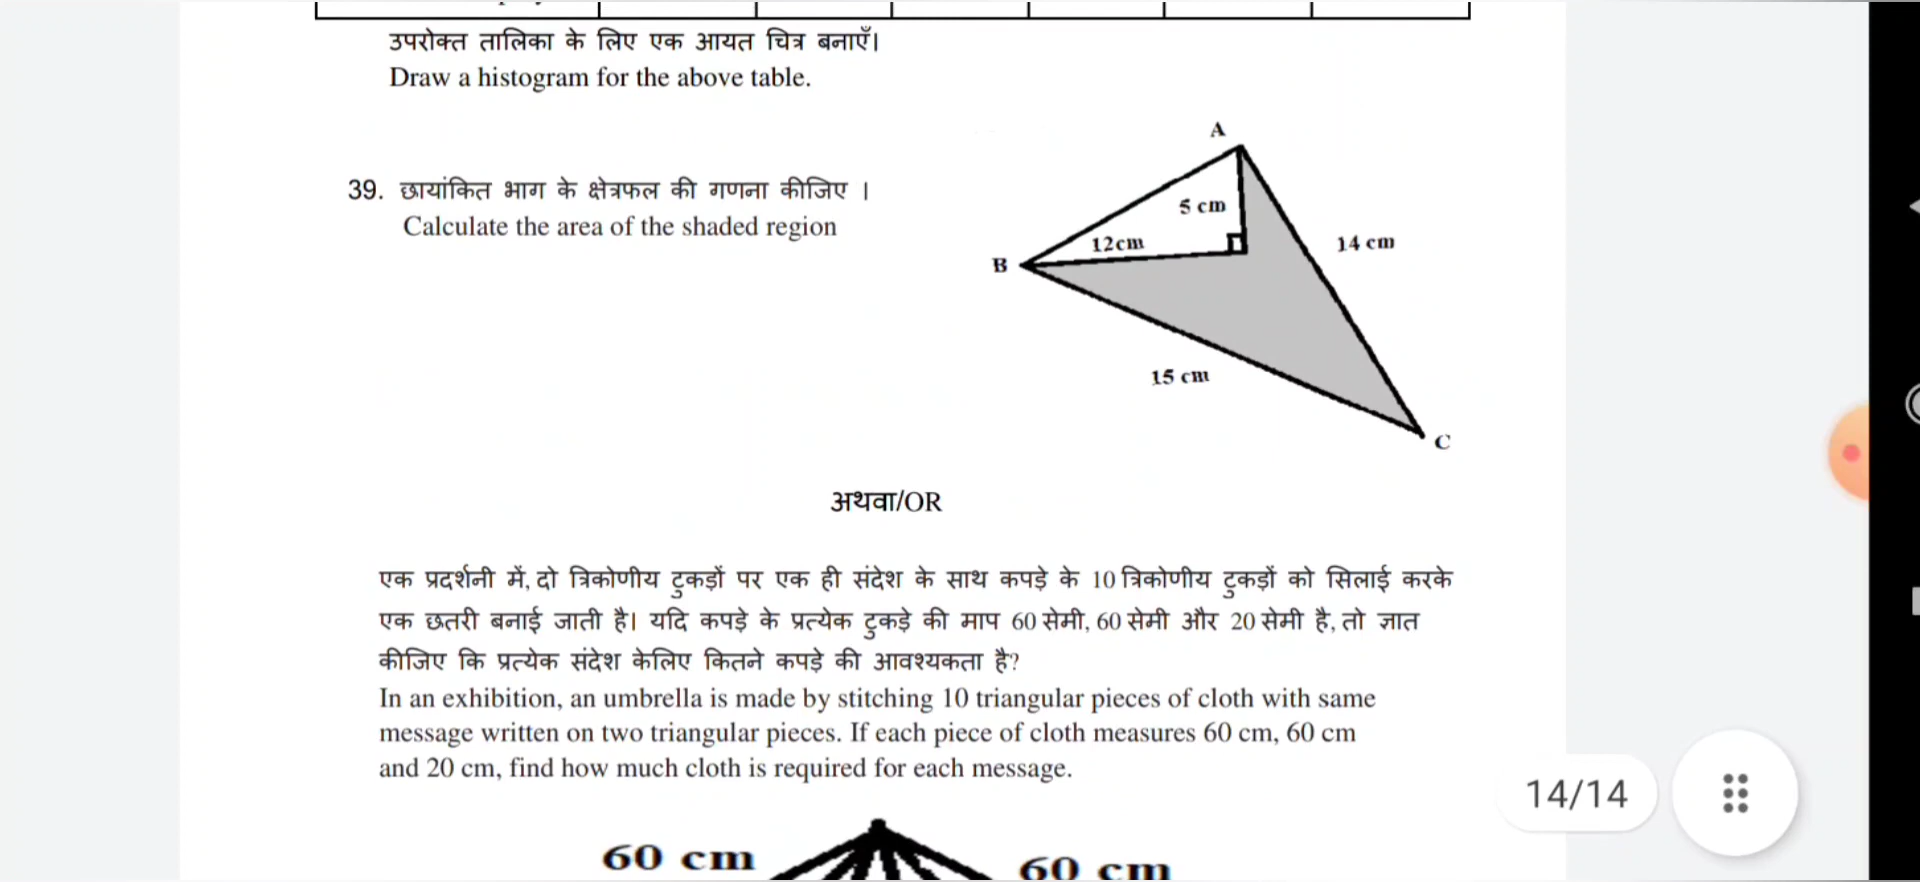 उपरोक्त तालिका के लिए एक आयत चित्र बनाएँ।
Draw a histogram for the above table.
39. छायांकित भाग के क्षेत्रफल की गणना कीजिए ।
Calculate the area of the shaded region
A
5 cm
12cm
14 cm
B
15 cm
C
अथवा/OR
एक प्रदर्शनी में, दो त्रिकोणीय टुकड़ों पर एक ही संदेश के साथ कपड़े के 10 त्रिकोणीय टुकड़ों को सिलाई करके
एक छतरी बनाई जाती है। यदि कपड़े के प्रत्येक टुकड़े की माप 60 सेमी, 60 सेमी और 20 सेमी है, तो ज्ञात
कीजिए कि प्रत्येक संदेश केलिए कितने कपड़े की आवश्यकता है?
In an exhibition, an umbrella is made by stitching 10 triangular pieces of cloth with same
message written on two triangular pieces. If each piece of cloth measures 60 cm, 60 cm
and 20 cm, find how much cloth is required for each message.
14/14
60 cm
60 cm